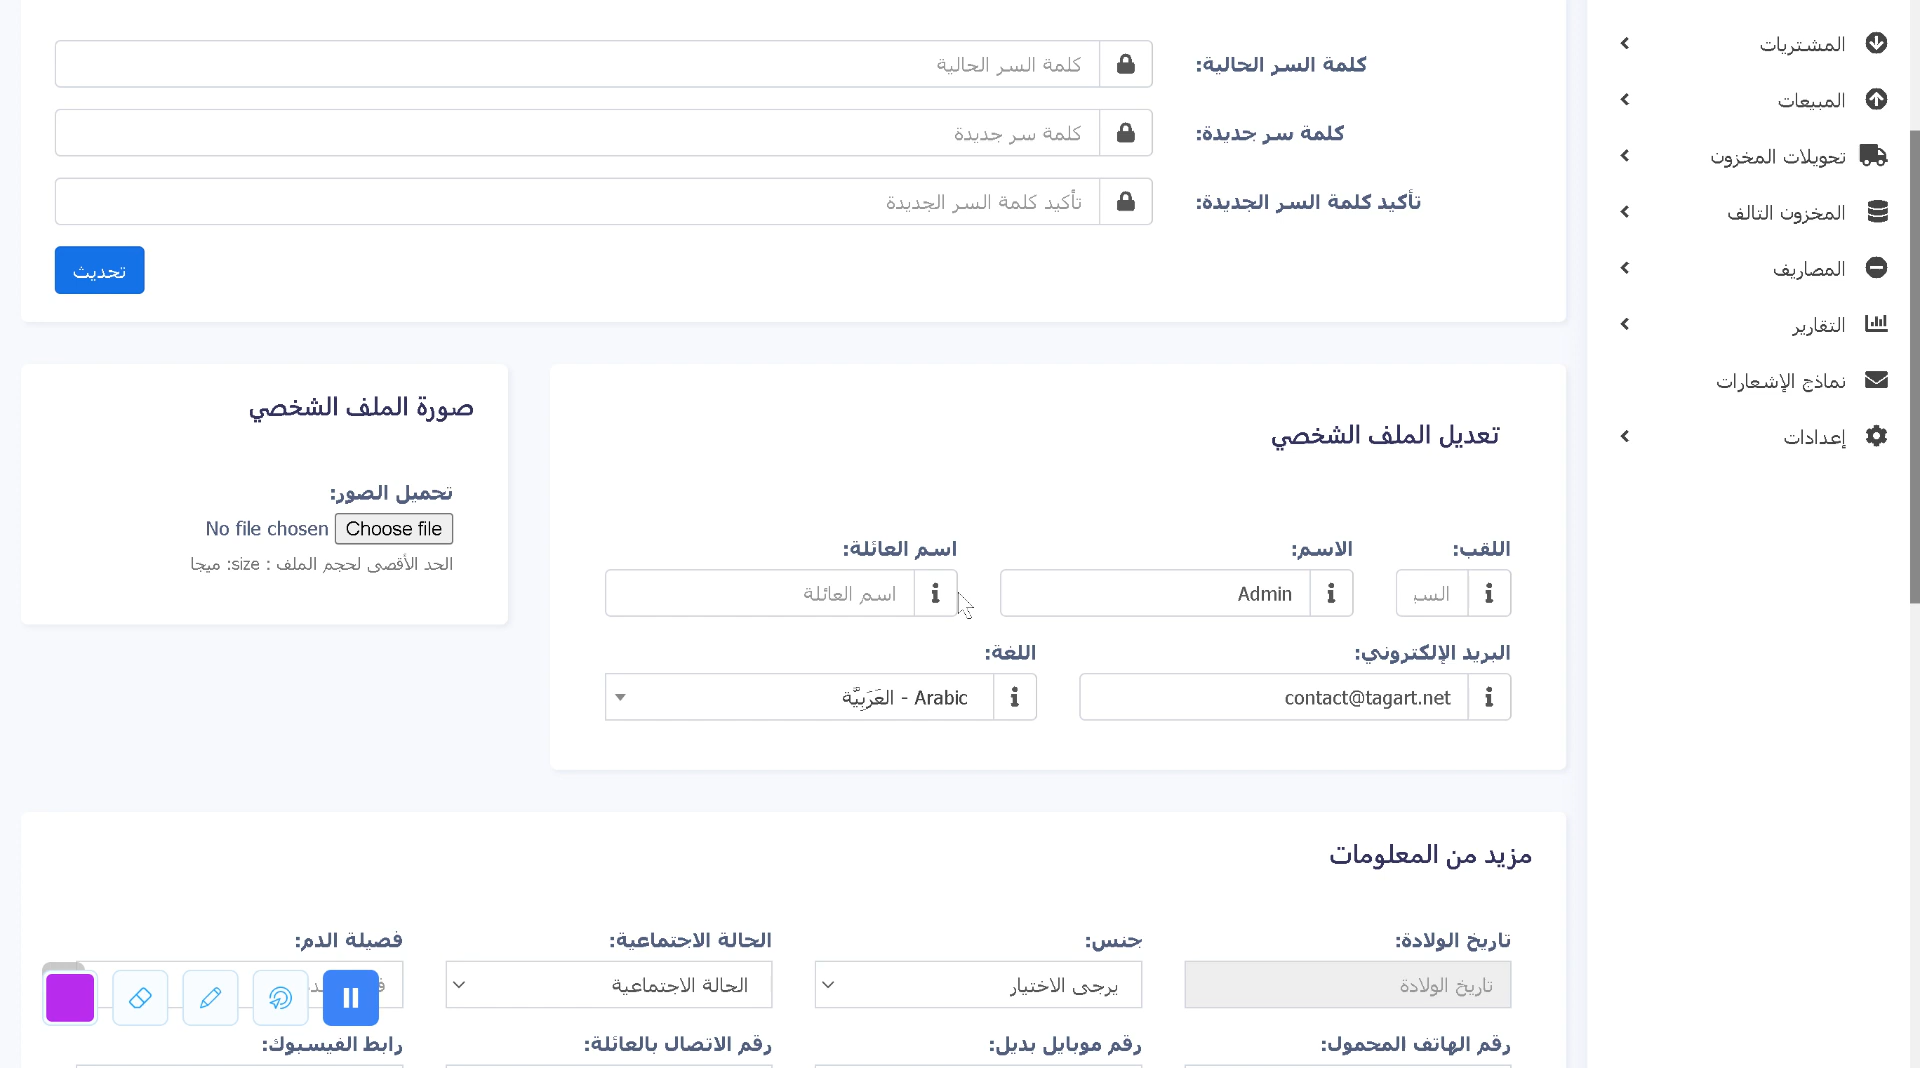 كلمة السر الحالية:
كلمة السر الحالية
كلمة سر جديدة:
كلمة سر جديدة
تأكيد كلمة السر الجديدة:
تأكيد كلمة السر الجديدة
تحديث
تعديل الملف الشخصي
اللقب:
الاسم:
اسم العائلة:
السي
Admin
اسم العائلة
البريد الإلكتروني:
اللغة:
contact@tagart.net
Arabic - العَرَبِيَّة
صورة الملف الشخصي
تحميل الصور:
Choose file No file chosen
الحد الأقصى لحجم الملف : size: ميجا
مزيد من المعلومات
تاريخ الولادة:
جنس:
الحالة الاجتماعية:
فصيلة الدم:
تاريخ الولادة
يرجى الاختيار
الحالة الاجتماعية
رقم الهاتف المحمول:
رقم موبايل بديل:
رقم الاتصال بالعائلة:
رابط الفيسبوك:
المشتريات
المبيعات
تحويلات المخزون
المخزون التالف
المصاريف
التقارير
نماذج الإشعارات
إعدادات